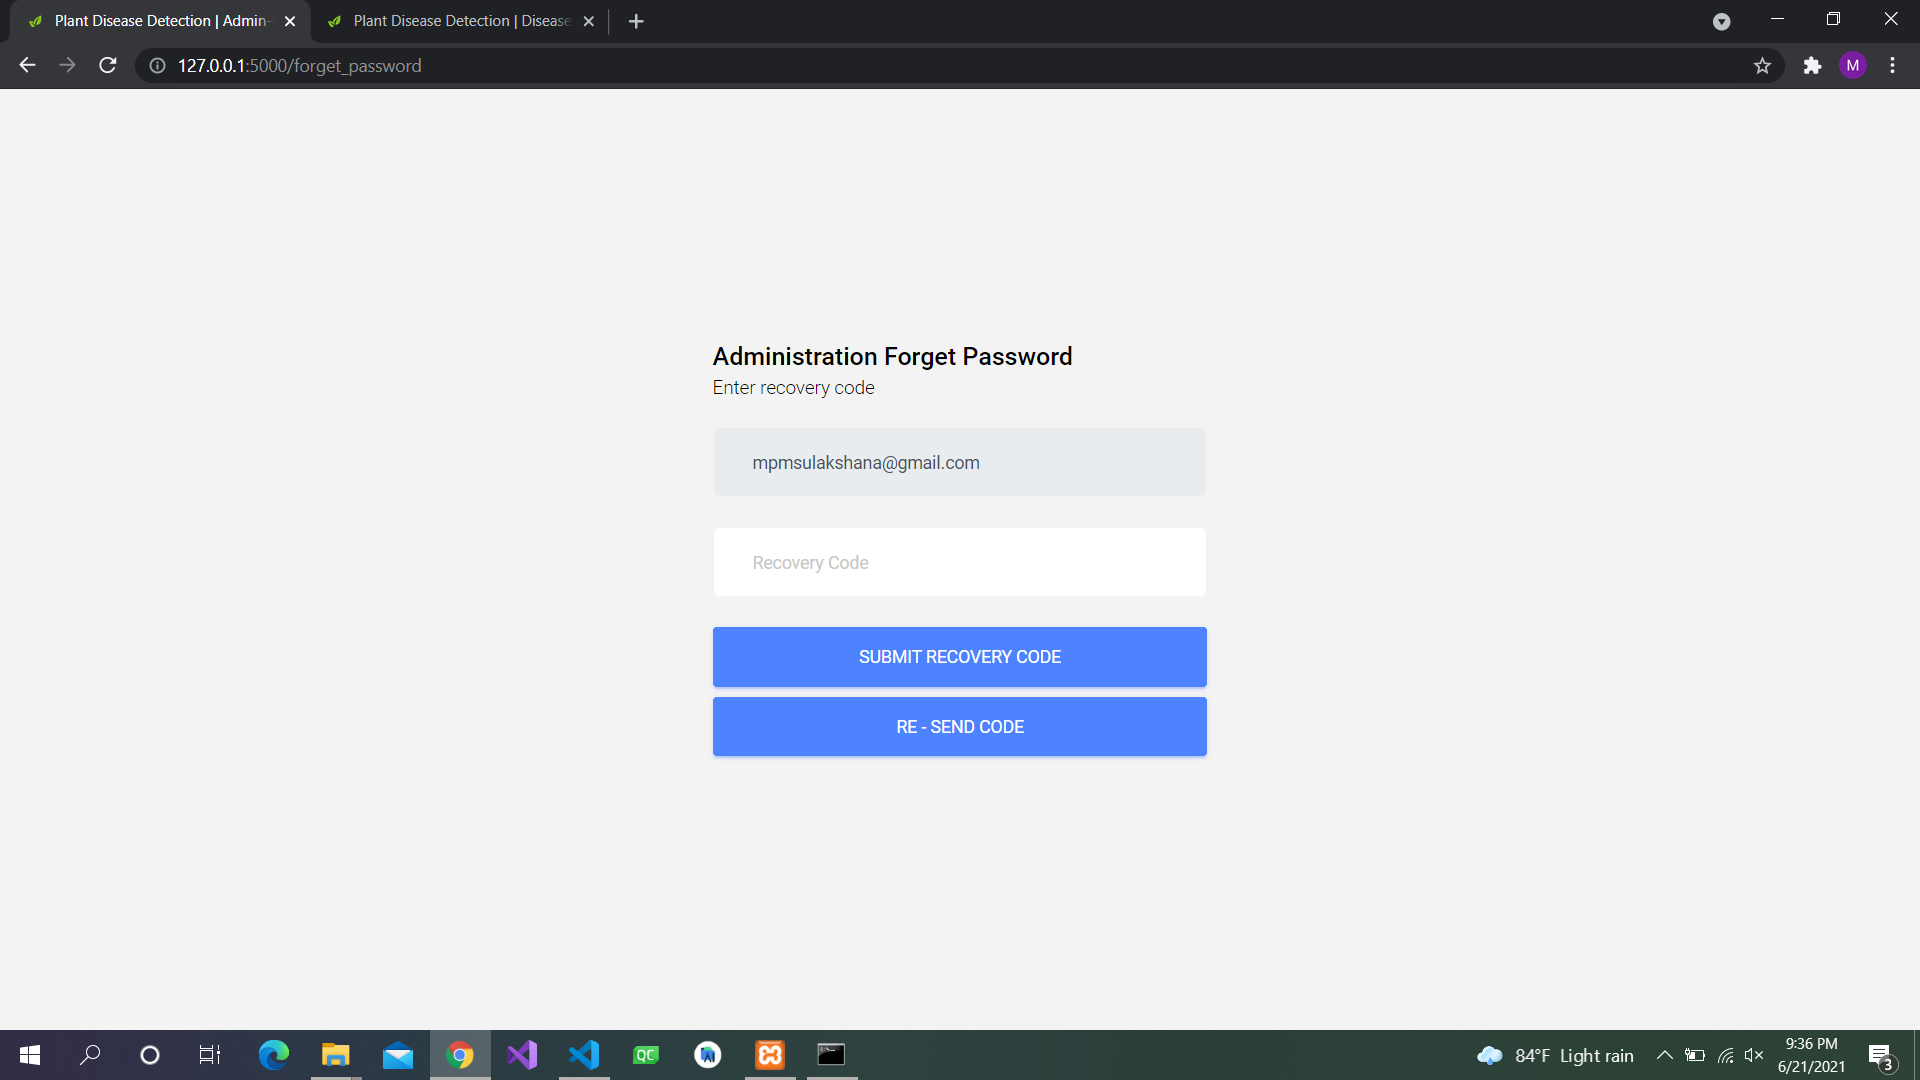 Plant Disease Detection | Admin-
Plant Disease Detection | Disease
127.0.0.1:5000/forget_password
M
Administration Forget Password
Enter recovery code
mpmsulakshana@gmail.com
Recovery Code
SUBMIT RECOVERY CODE
RE - SEND CODE
QC
84°F Light rain
9:36 PM
6/21/2021
3